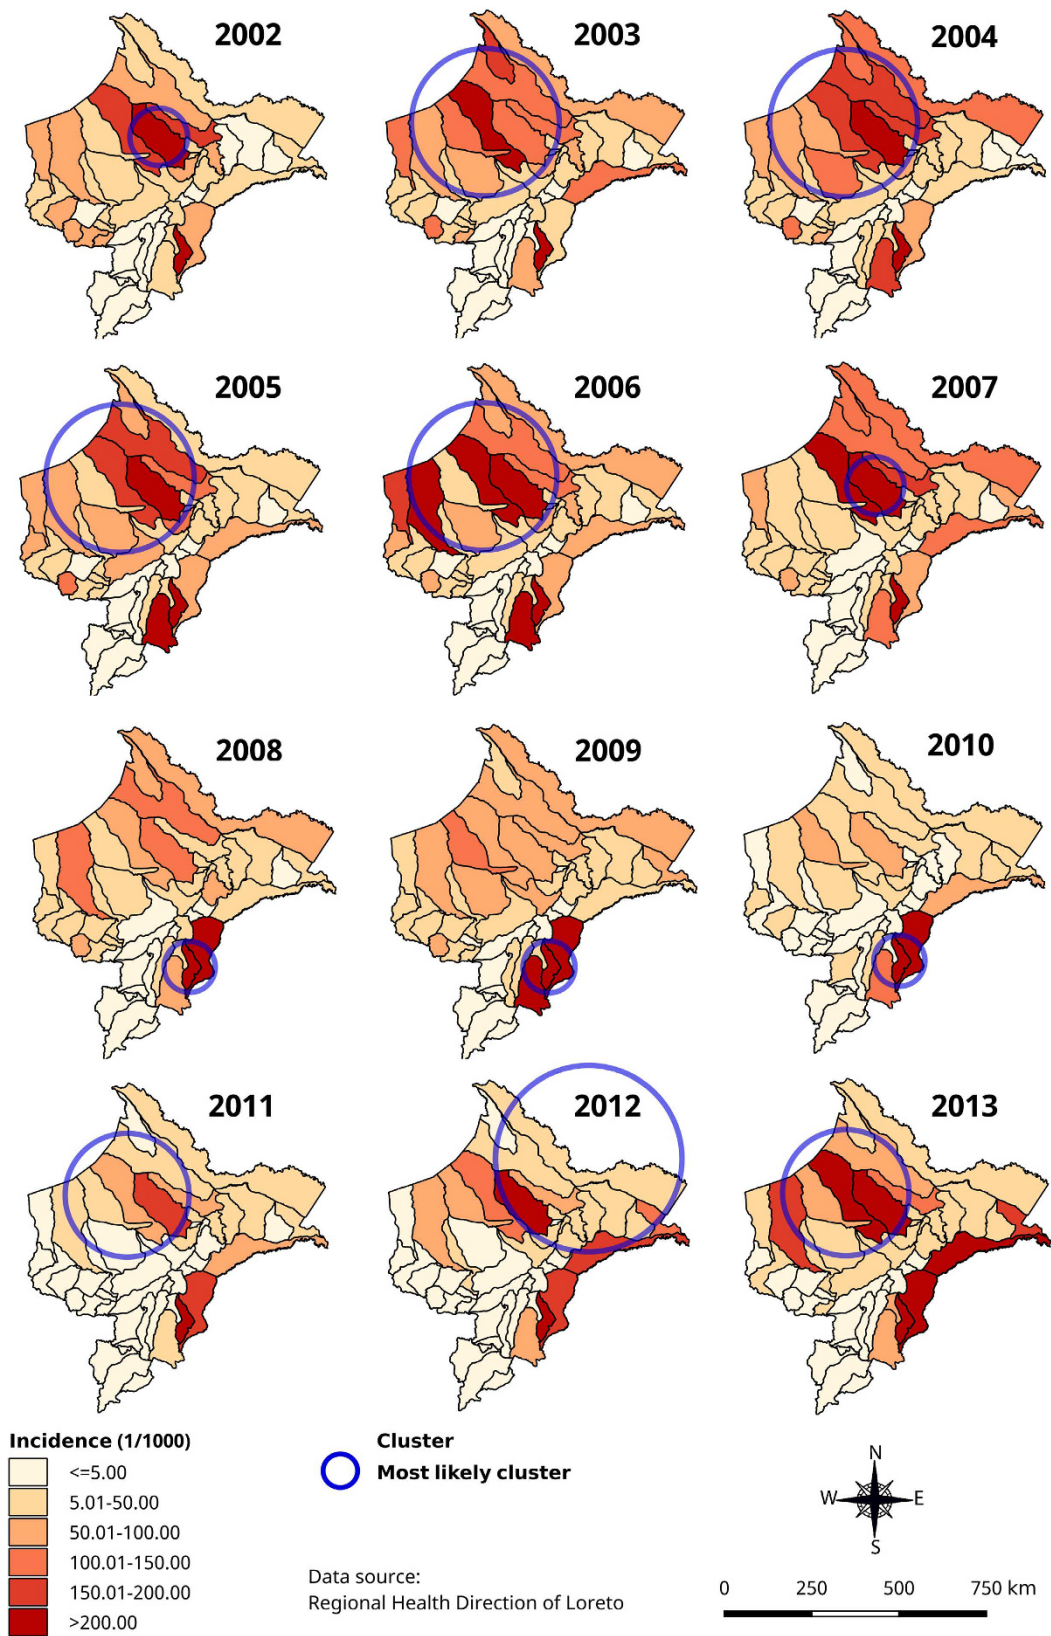 2002
2003
2004
2005
2006
2007
2008
2009
2010
2011
2012
2013
Incidence (1/1000)
<=5.00
5.01-50.00
50.01-100.00
100.01-150.00
150.01-200.00
>200.00
Cluster
Most likely cluster
Data source:
Regional Health Direction of Loreto
N
W E
S
0 250 500 750 km